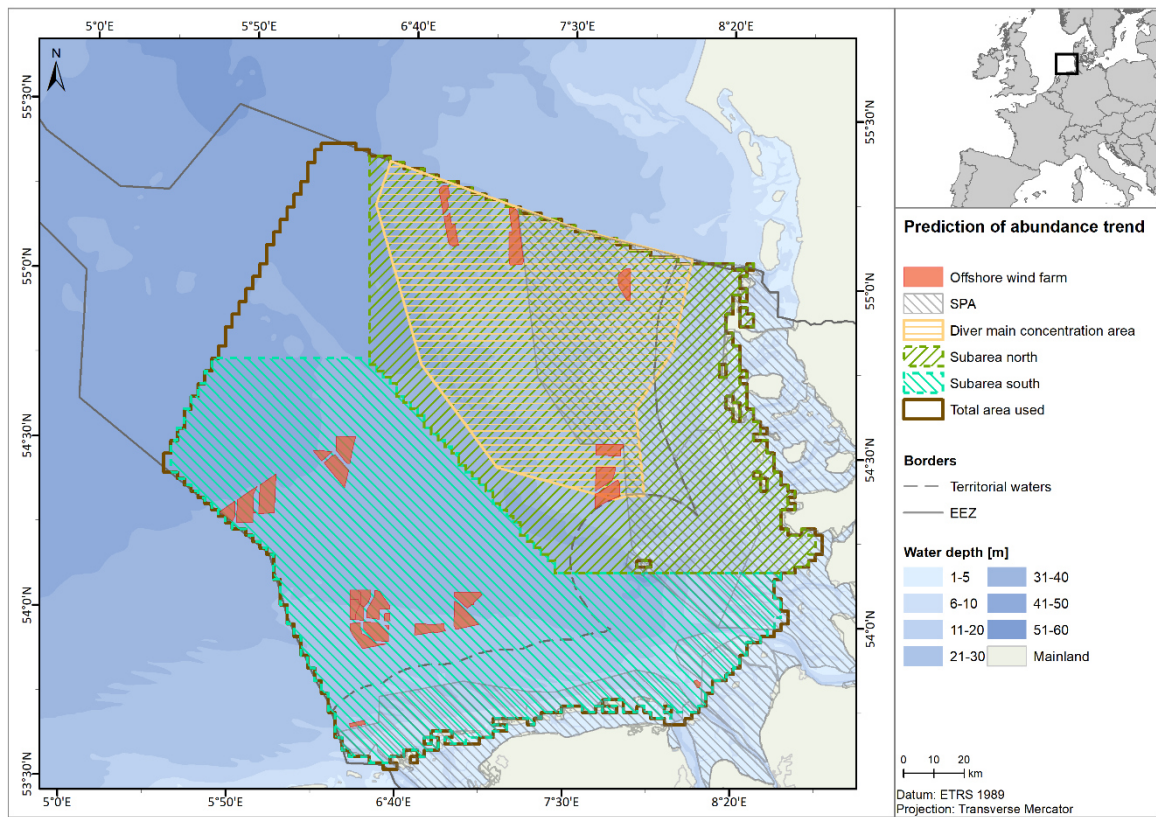 5°0'E 5°50'E 6°40'E 7°30'E 8°20'E
N
55°30'N
55°0'N
54°30'N
54°0'N
53°30'N
55°30'N
55°0'N
54°30'N
54°0'N
5°0'E 5°50'E 6°40'E 7°30'E 8°20'E
Prediction of abundance trend
Offshore wind farm
SPA
Diver main concentration area
Subarea north
Subarea south
Total area used
Borders
Territorial waters
EEZ
Water depth [m]
1-5 31-40
6-10 41-50
11-20 51-60
21-30 Mainland
0 10 20
km
Datum: ETRS 1989
Projection: Transverse Mercator